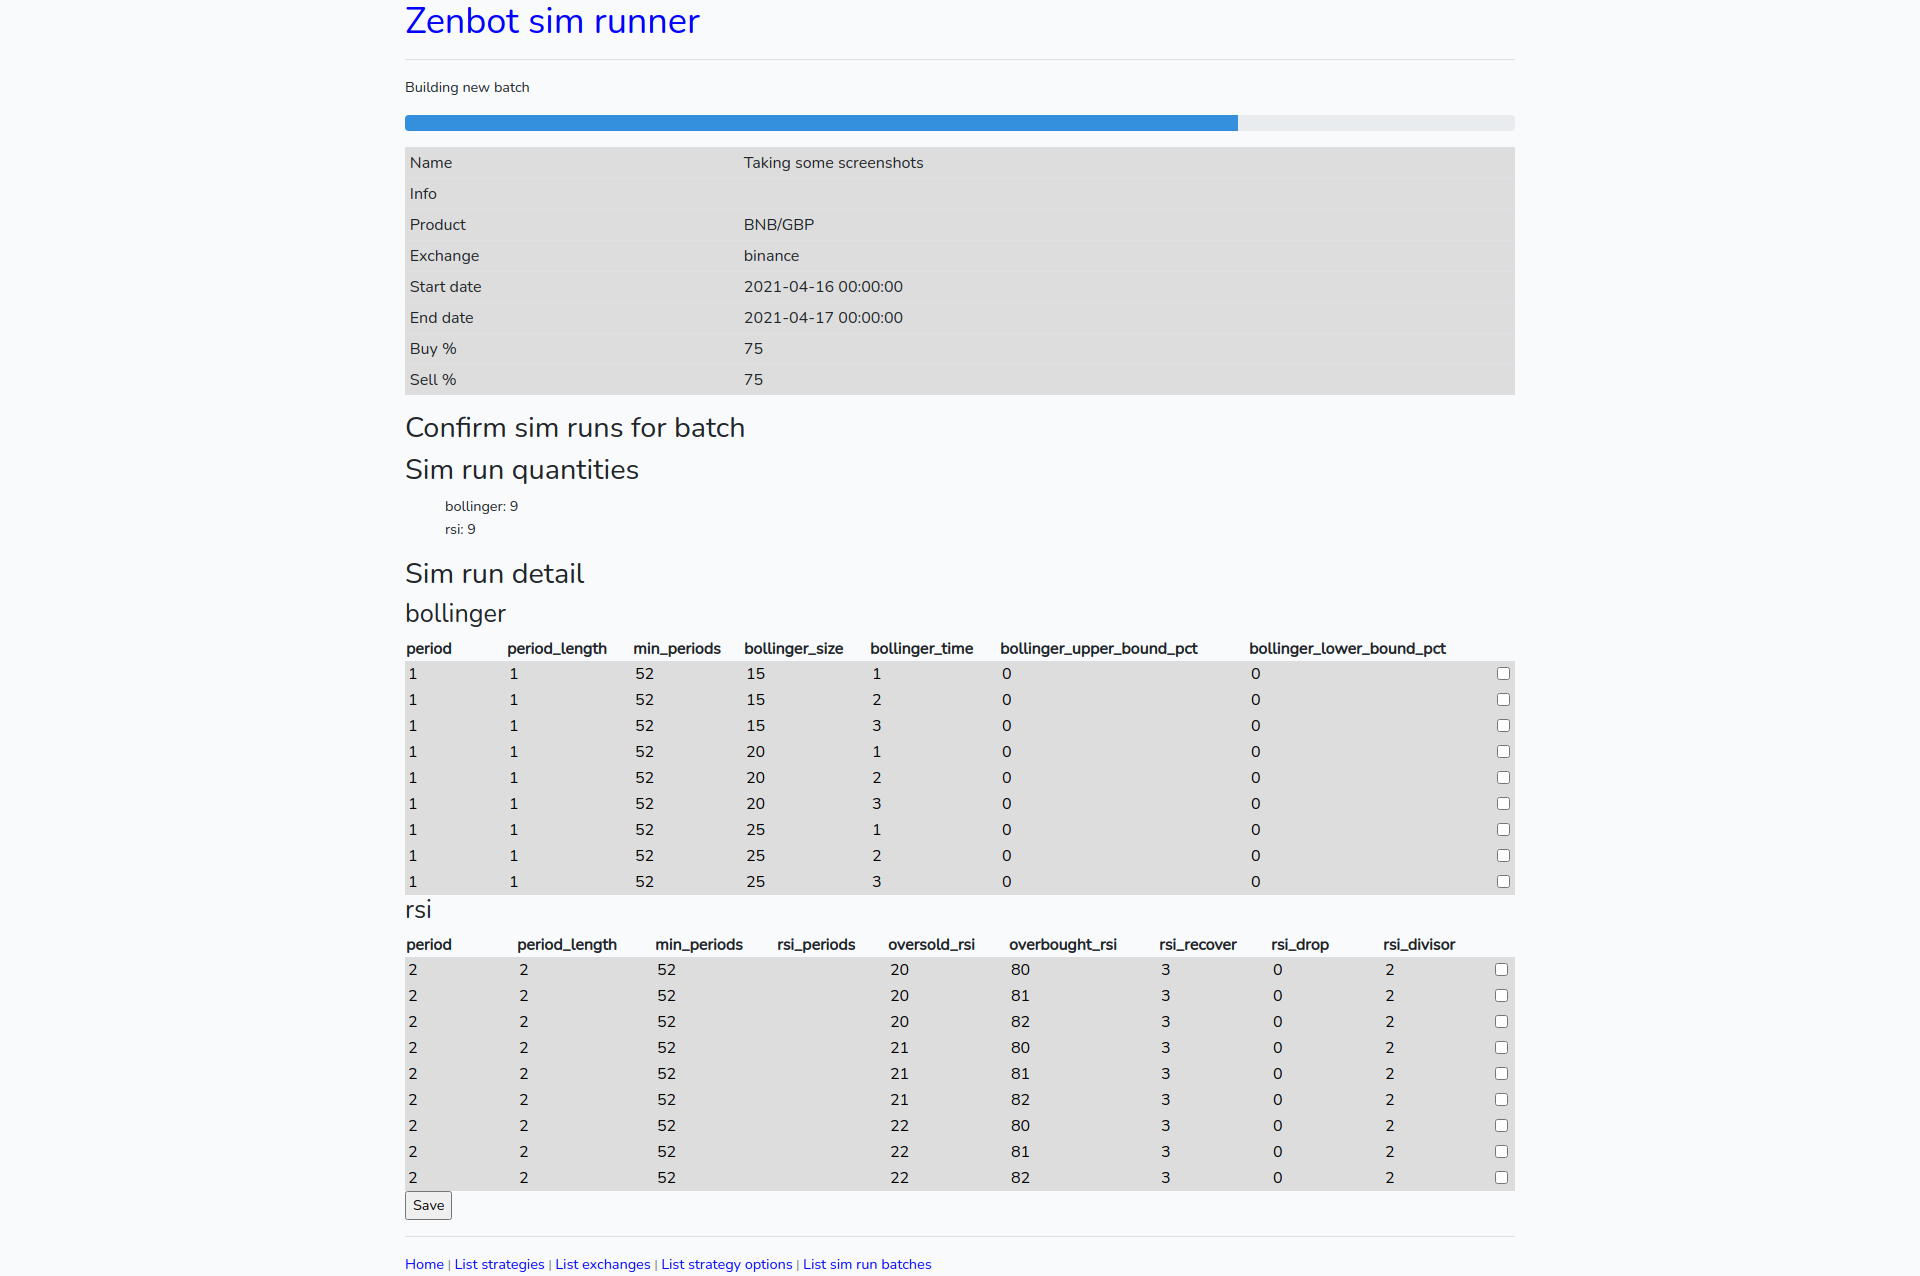 Zenbot sim runner
Building new batch
Name Taking some screenshots
Info
Product BNB/GBP
Exchange binance
Start date 2021-04-16 00:00:00
End date 2021-04-17 00:00:00
Buy % 75
Sell % 75
Confirm sim runs for batch
Sim run quantities
bollinger: 9
rsi: 9
Sim run detail
bollinger
period period_length min_periods bollinger_size bollinger_time bollinger_upper_bound_pct bollinger_lower_bound_pct
1 1 52 15 1 0 0
1 1 52 15 2 0 0
1 1 52 15 3 0 0
1 1 52 20 1 0 0
1 1 52 20 2 0 0
1 1 52 20 3 0 0
1 1 52 25 1 0 0
1 1 52 25 2 0 0
1 1 52 25 3 0 0
rsi
period period_length min_periods rsi_periods oversold_rsi overbought_rsi rsi_recover rsi_drop rsi_divisor
2 2 52 20 80 3 0 2
2 2 52 20 81 3 0 2
2 2 52 20 82 3 0 2
2 2 52 21 80 3 0 2
2 2 52 21 81 3 0 2
2 2 52 21 82 3 0 2
2 2 52 22 80 3 0 2
2 2 52 22 81 3 0 2
2 2 52 22 82 3 0 2
Save
Home | List strategies | List exchanges | List strategy options | List sim run batches